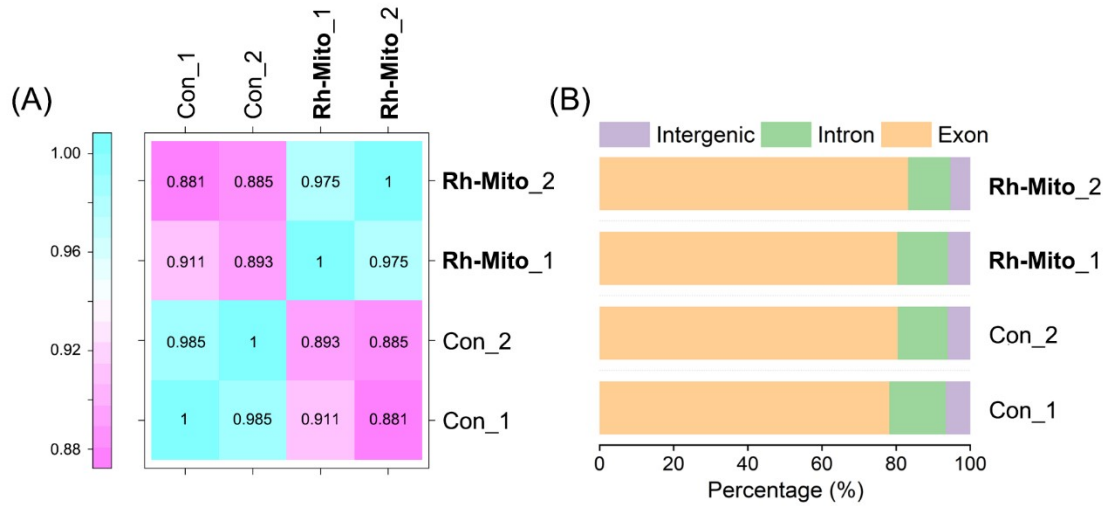 (A)
Con_1
Con_2
Rh-Mito_1
Rh-Mito_2
1.00
0.96
0.92
0.88
0.881 0.885 0.975 1
Rh-Mito_2
0.911 0.893 1 0.975
Rh-Mito_1
0.985 1 0.893 0.885
Con_2
1 0.985 0.911 0.881
Con_1
(B)
Intergenic Intron Exon
Rh-Mito_2
Rh-Mito_1
Con_2
Con_1
0 20 40 60 80 100
Percentage (%)